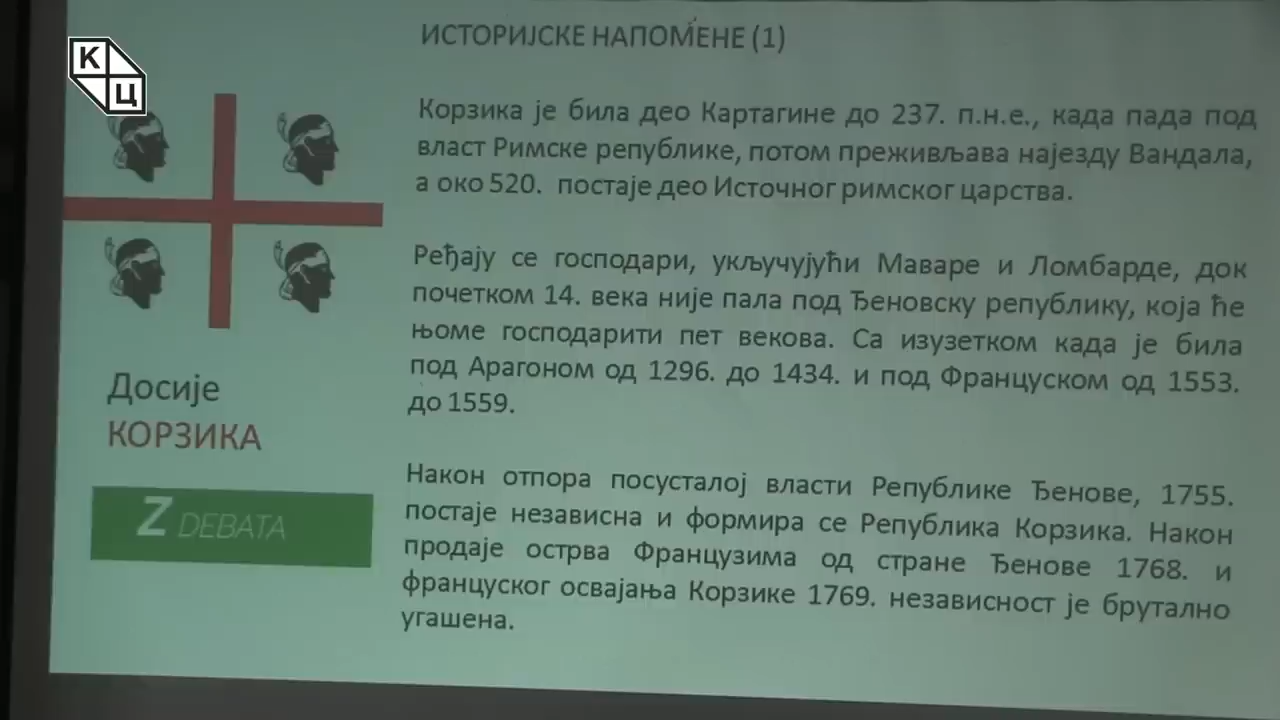 К
Ц
ИСТОРИЈСКЕ НАПОМЕНЕ (1)
Корзика је била део Картагине до 237. п.н.е., када пада под
власт Римске републике, потом преживљава најезду Вандала,
а око 520. постаје део Источног римског царства.
Ређају се господари, укључујући Маваре и Ломбарде, док
почетком 14. века није пала под Ђеновску републику, која ће
њоме господарити пет векова. Са изузетком када је била
под Арагоном од 1296. до 1434. и под Француском од 1553.
до 1559.
Након отпора посусталој власти Републике Ђенове, 1755.
постаје независна и формира се Република Корзика. Након
продаје острва Французима од стране Ђенове 1768. и
француског освајања Корзике 1769. независност је брутално
угашена.
Досије
КОРЗИКА
Z DEBATA